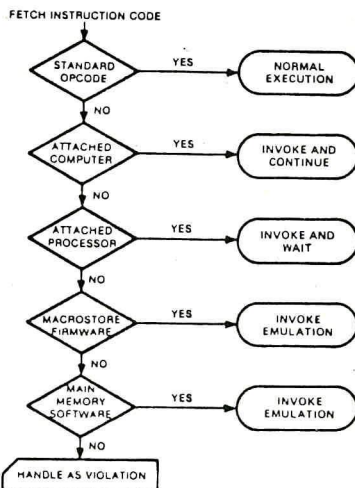 FETCH INSTRUCTION CODE
STANDARD
OPCODE
YES
NORMAL
EXECUTION
NO
ATTACHED
COMPUTER
YES
INVOKE AND
CONTINUE
NO
ATTACHED
PROCESSOR
YES
INVOKE AND
WAIT
NO
MACROSTORE
FIRMWARE
YES
INVOKE
EMULATION
NO
MAIN
MEMORY
SOFTWARE
YES
INVOKE
EMULATION
NO
HANDLE AS VIOLATION